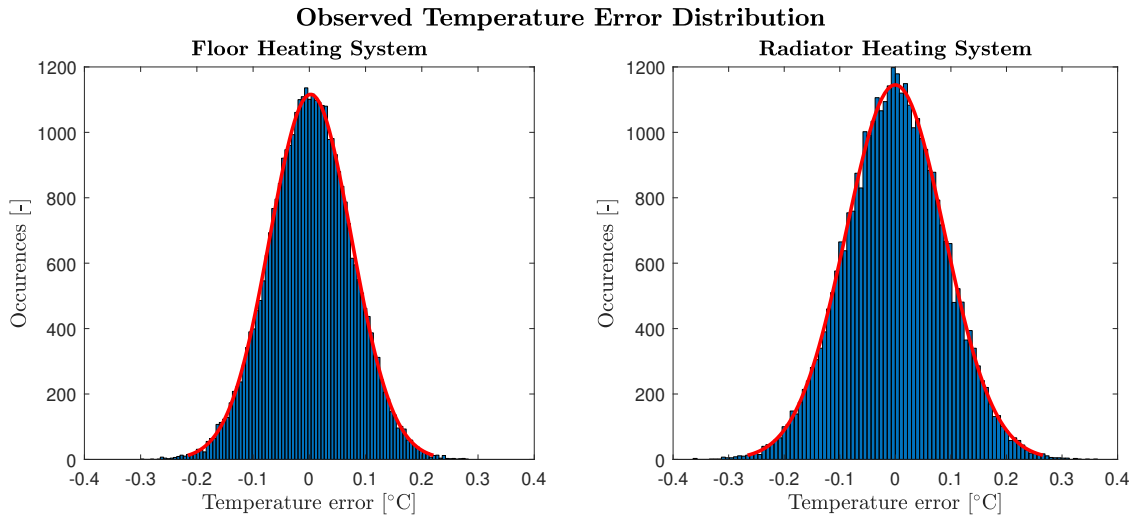 Observed Temperature Error Distribution
Floor Heating System
1200
1000
800
600
400
200
0
Occurences [-]
-0.4 -0.3 -0.2 -0.1 0 0.1 0.2 0.3 0.4
Temperature error [°C]
Radiator Heating System
1200
1000
800
600
400
200
0
Occurences [-]
-0.4 -0.3 -0.2 -0.1 0 0.1 0.2 0.3 0.4
Temperature error [°C]